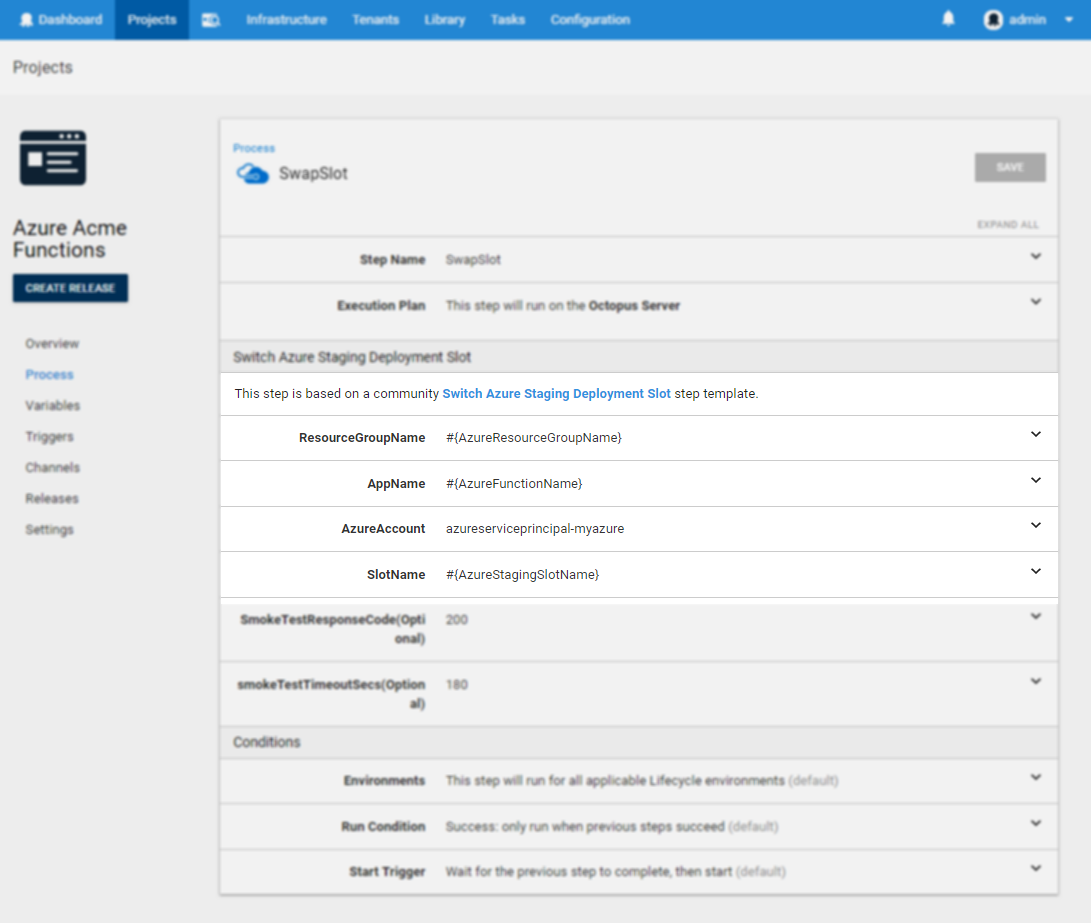 Dashboard Projects Infrastructure Tenants Library Tasks Configuration admin
Projects
Azure Acme
Functions
CREATE RELEASE
Overview
Process
Variables
Triggers
Channels
Releases
Settings
Process
SwapSlot
SAVE
EXPAND ALL
Step Name SwapSlot
Execution Plan This step will run on the Octopus Server
Switch Azure Staging Deployment Slot
This step is based on a community Switch Azure Staging Deployment Slot step template.
ResourceGroupName #{AzureResourceGroupName}
AppName #{AzureFunctionName}
AzureAccount azureserviceprincipal-myazure
SlotName #{AzureStagingSlotName}
SmokeTestResponseCode(Opti 200
onal)
smokeTestTimeoutSecs(Option 180
al)
Conditions
Environments This step will run for all applicable Lifecycle environments (default)
Run Condition Success: only run when previous steps succeed (default)
Start Trigger Wait for the previous step to complete, then start (default)